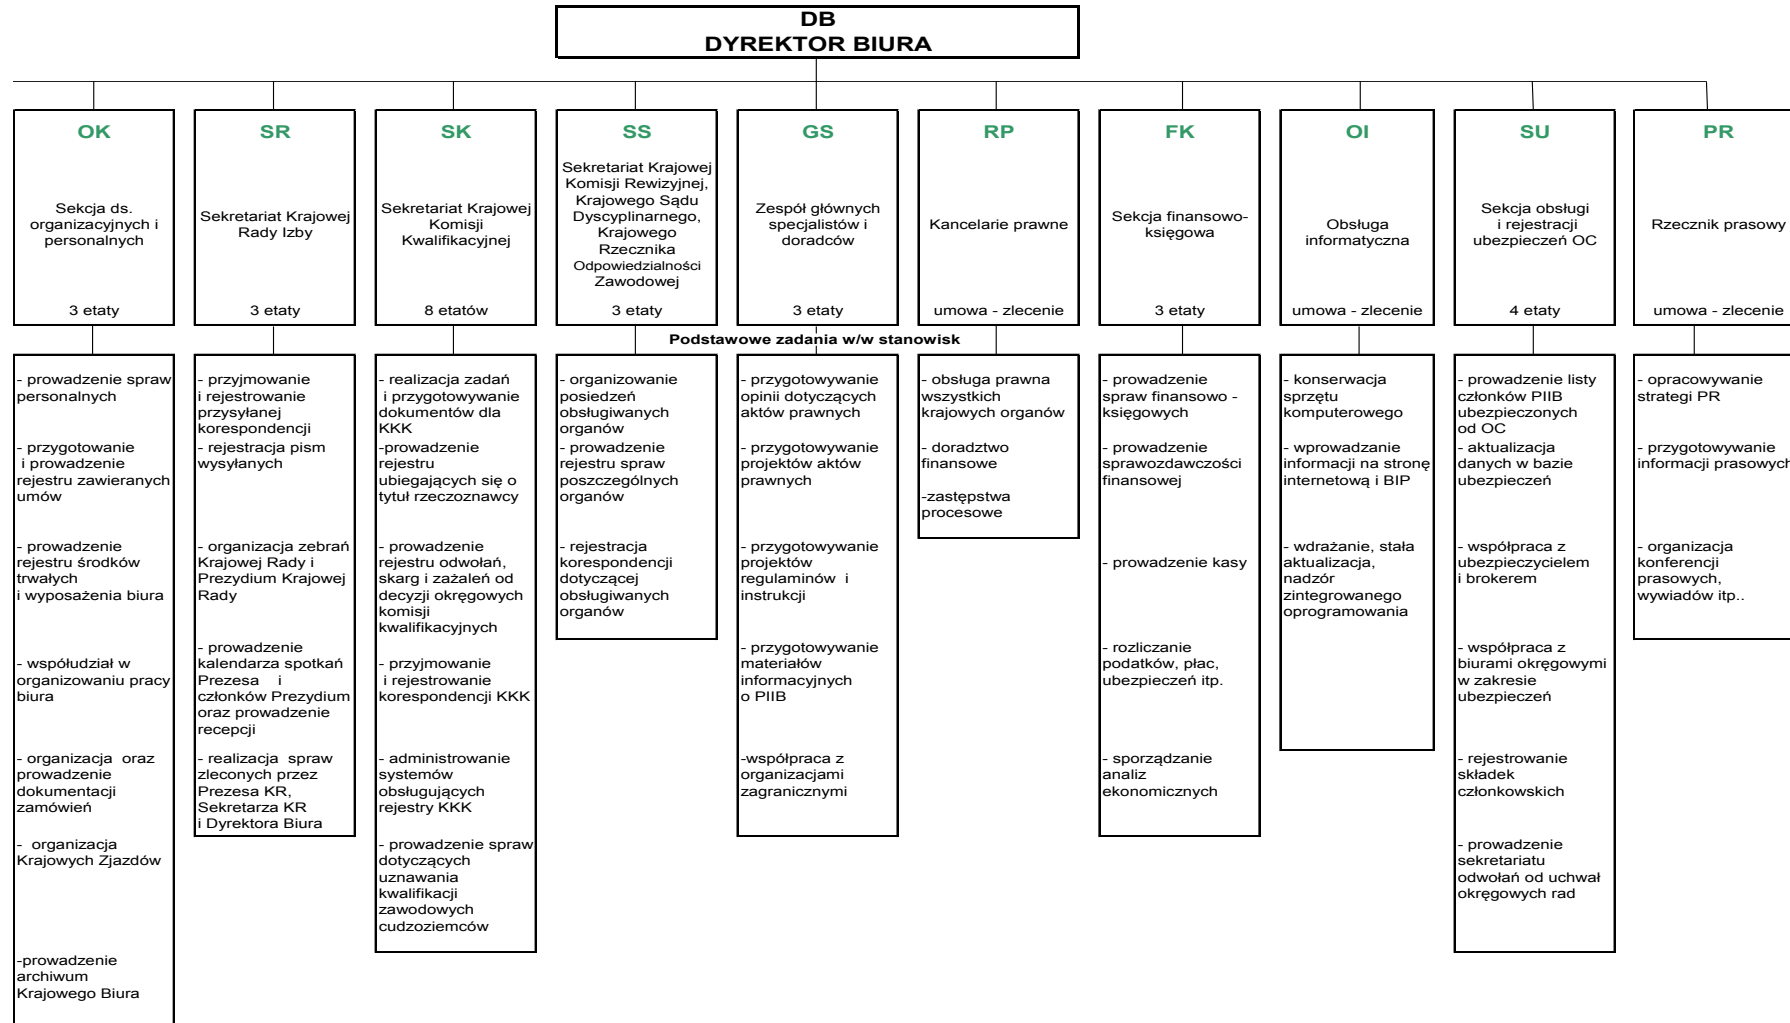 DB
DYREKTOR BIURA
OK
Sekcja ds.
organizacyjnych i
personalnych
3 etaty
SR
Sekretariat Krajowej
Rady Izby
3 etaty
SK
Sekretariat Krajowej
Komisji
Kwalifikacyjnej
8 etatów
SS
Sekretariat Krajowej
Komisji Rewizyjnej,
Krajowego Sądu
Dyscyplinarnego,
Krajowego
Rzecznika
Odpowiedzialności
Zawodowej
3 etaty
GS
Zespół głównych
specjalistów i
doradców
3 etaty
RP
Kancelarie prawne
umowa - zlecenie
FK
Sekcja finansowo-
księgowa
3 etaty
OI
Obsługa
informatyczna
umowa - zlecenie
SU
Sekcja obsługi
i rejestracji
ubezpieczeń OC
4 etaty
PR
Rzecznik prasowy
umowa - zlecenie
Podstawowe zadania w/w stanowisk
- prowadzenie spraw
personalnych
- przygotowanie
i prowadzenie
rejestru zawieranych
umów
- prowadzenie
rejestru środków
trwałych
i wyposażenia biura
- współudział w
organizowaniu pracy
biura
- organizacja oraz
prowadzenie
dokumentacji
zamówień
- organizacja
Krajowych Zjazdów
-prowadzenie
archiwum
Krajowego Biura
- przyjmowanie
i rejestrowanie
przysyłanej
korespondencji
- rejestracja pism
wysyłanych
- organizacja zebrań
Krajowej Rady i
Prezydium Krajowej
Rady
- prowadzenie
kalendarza spotkań
Prezesa i
członków Prezydium
oraz prowadzenie
recepcji
- realizacja spraw
zleconych przez
Prezesa KR,
Sekretarza KR
i Dyrektora Biura
- realizacja zadań
i przygotowywanie
dokumentów dla
KKK
-prowadzenie
rejestru
ubiegających się o
tytuł rzeczoznawcy
- prowadzenie
rejestru odwołań,
skarg i zażaleń od
decyzji okręgowych
komisji
kwalifikacyjnych
- przyjmowanie
i rejestrowanie
korespondencji KKK
- administrowanie
systemów
obsługujących
rejestry KKK
- prowadzenie spraw
dotyczących
uznawania
kwalifikacji
zawodowych
cudzoziemców
- organizowanie
posiedzeń
obsługiwanych
organów
- prowadzenie
rejestru spraw
poszczególnych
organów
- rejestracja
korespondencji
dotyczącej
obsługiwanych
organów
- przygotowywanie
opinii dotyczących
aktów prawnych
- przygotowywanie
projektów aktów
prawnych
- przygotowywanie
projektów
regulaminów i
instrukcji
- przygotowywanie
materiałów
informacyjnych
o PIIB
-współpraca z
organizacjami
zagranicznymi
- obsługa prawna
wszystkich
krajowych organów
- doradztwo
finansowe
-zastępstwa
procesowe
- prowadzenie
spraw finansowo -
księgowych
- prowadzenie
sprawozdawczości
finansowej
- prowadzenie kasy
- rozliczanie
podatków, płac,
ubezpieczeń itp.
- sporządzanie
analiz
ekonomicznych
- konserwacja
sprzętu
komputerowego
- wprowadzanie
informacji na stronę
internetową i BIP
- wdrażanie, stała
aktualizacja,
nadzór
zintegrowanego
oprogramowania
- prowadzenie listy
członków PIIB
ubezpieczonych
od OC
- aktualizacja
danych w bazie
ubezpieczeń
- współpraca z
ubezpieczycielem
i brokerem
- współpraca z
biurami okręgowymi
w zakresie
ubezpieczeń
- rejestrowanie
składek
członkowskich
- prowadzenie
sekretariatu
odwołań od uchwał
okręgowych rad
- opracowywanie
strategi PR
- przygotowywanie
informacji prasowych
- organizacja
konferencji
prasowych,
wywiadów itp..